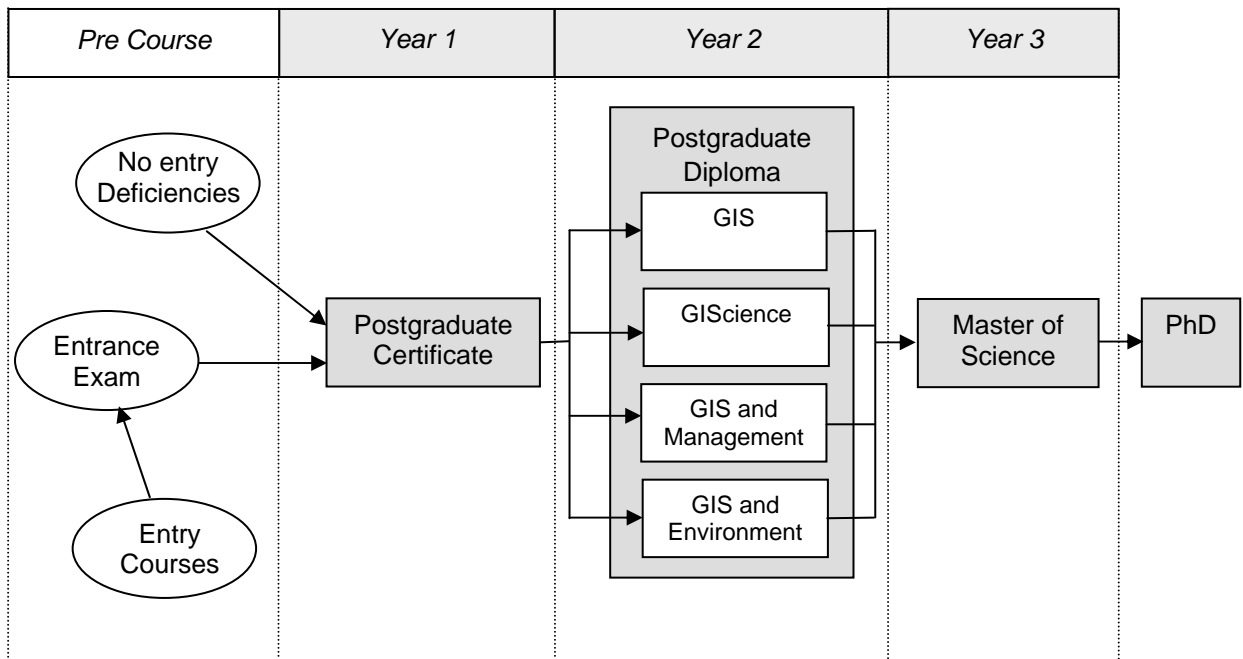 Pre Course
Year 1
Year 2
Year 3
No entry
Deficiencies
Entrance
Exam
Entry
Courses
Postgraduate
Certificate
Postgraduate
Diploma
GIS
GIScience
GIS and
Management
GIS and
Environment
Master of
Science
PhD